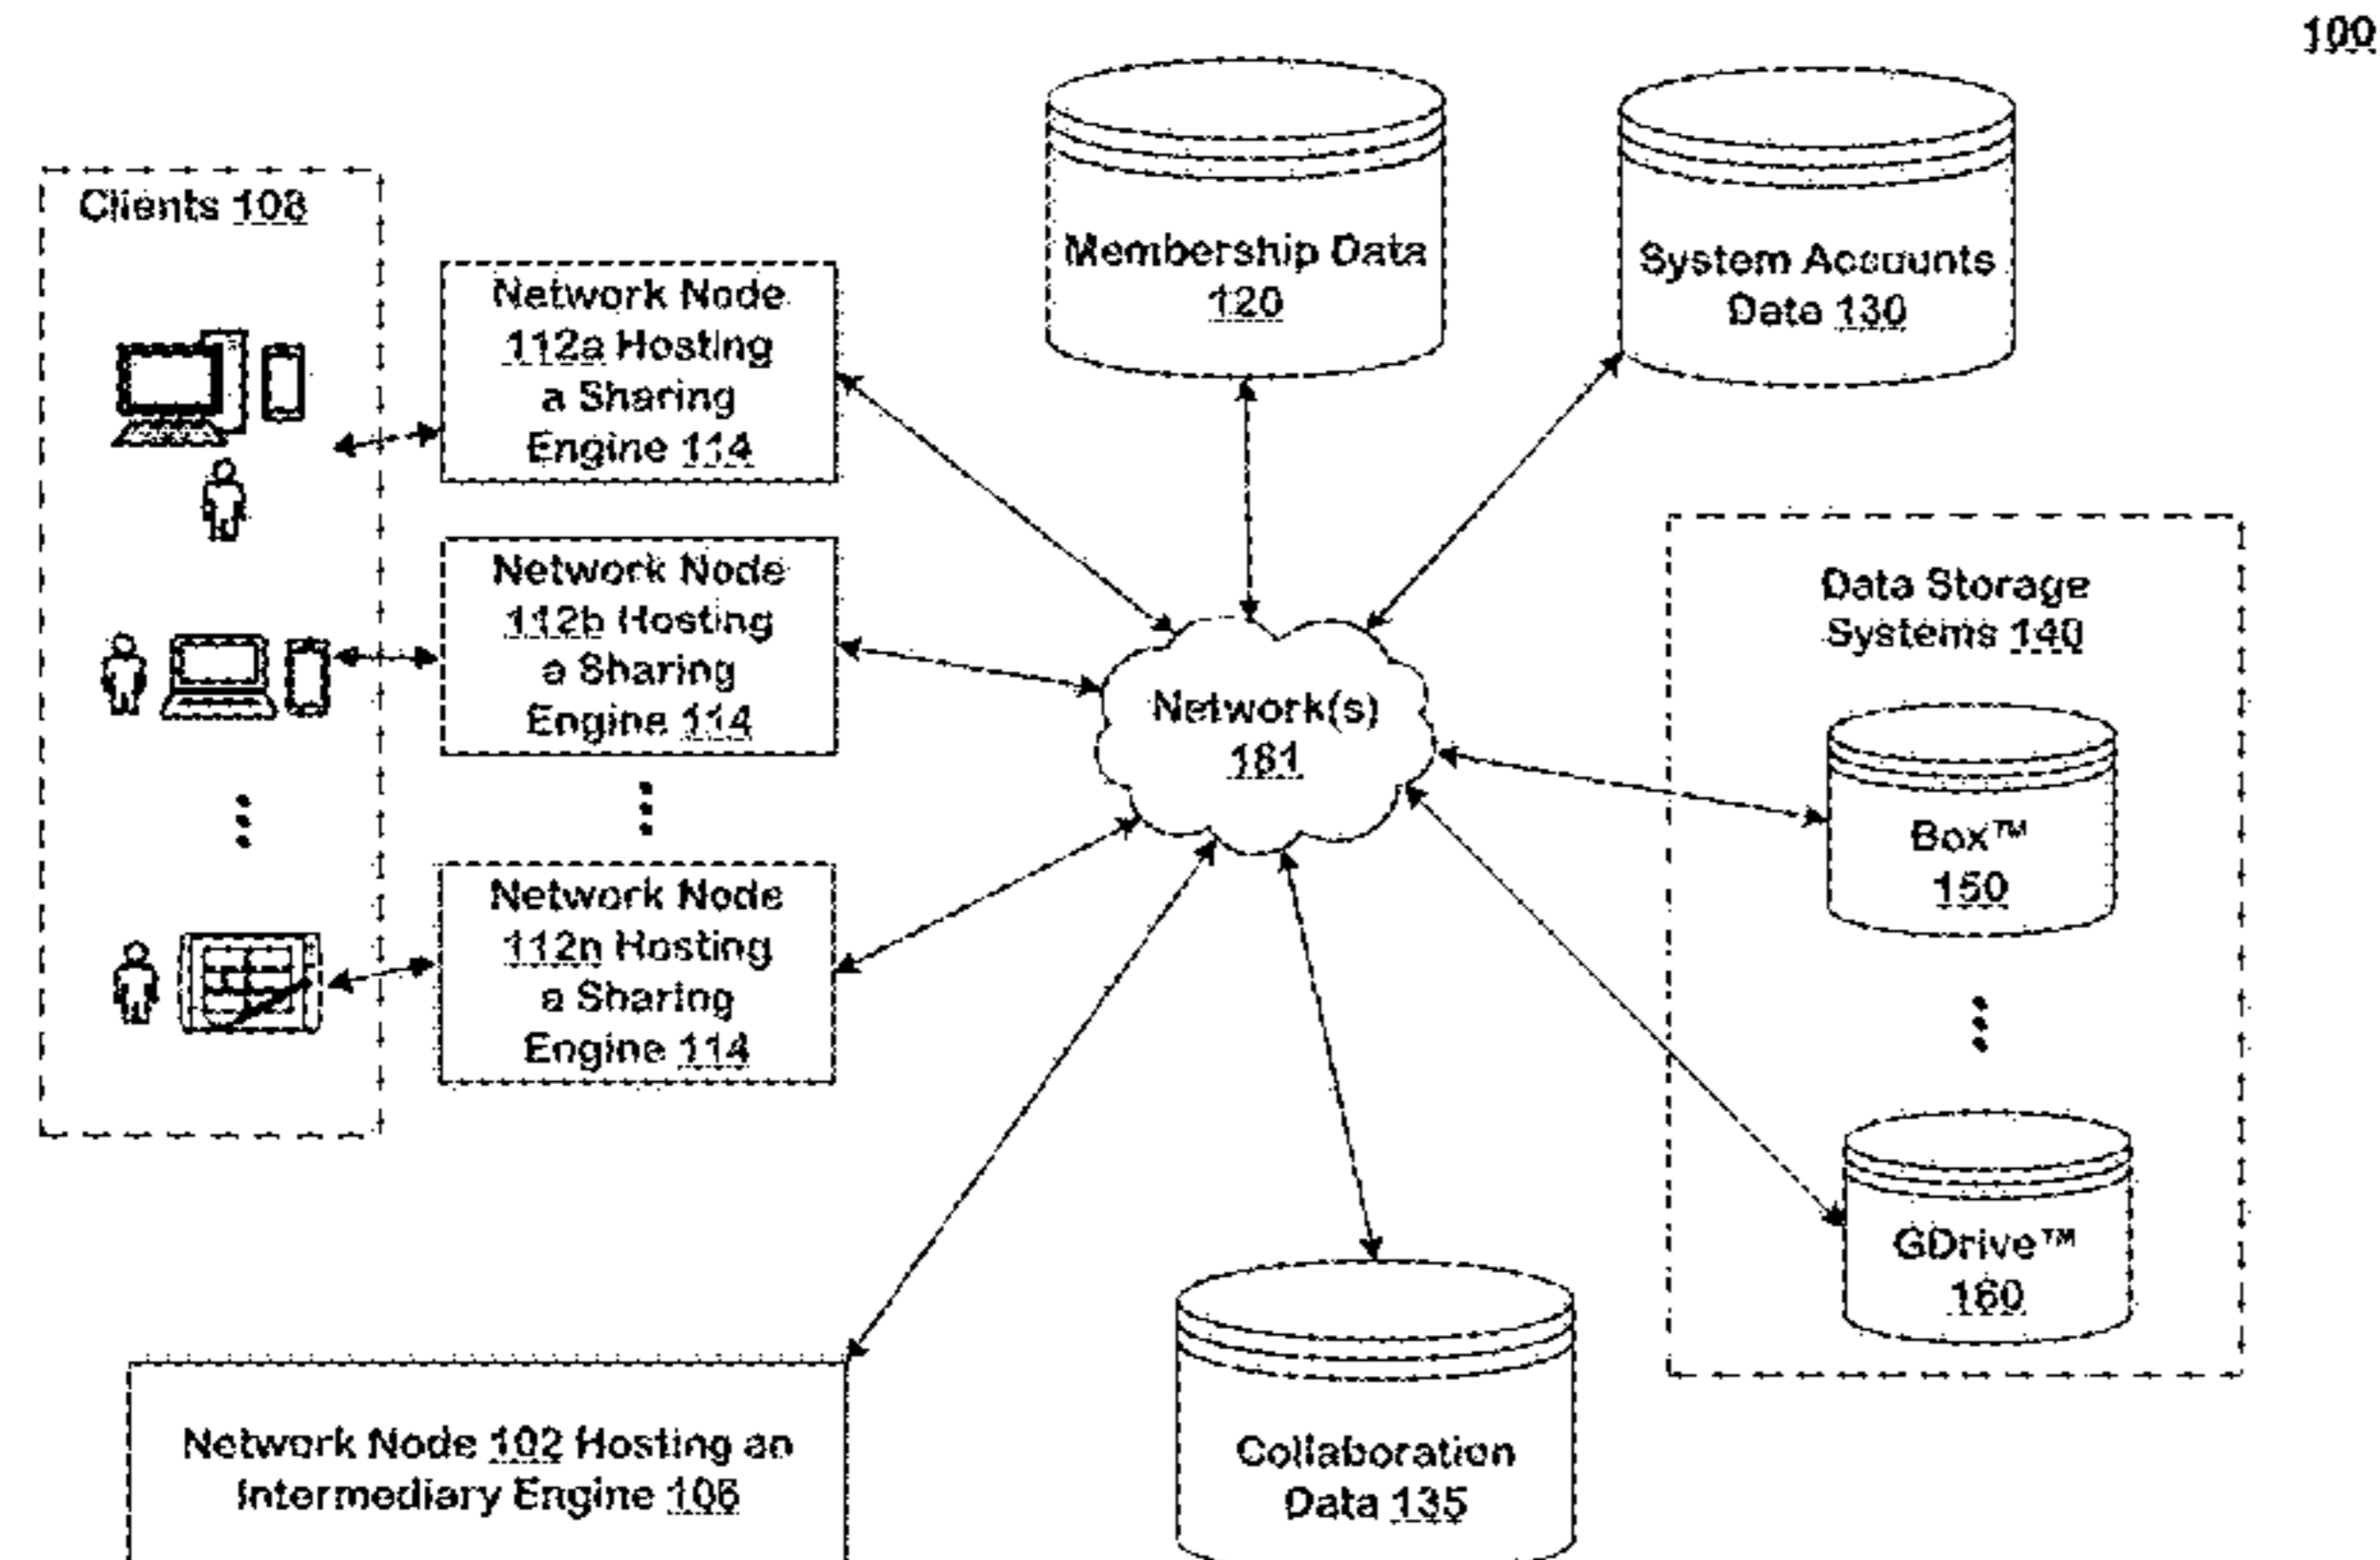 100
Clients 108
Membership Data
120
System Accounts
Data 130
Network Node
112a Hosting
a Sharing
Engine 114
Network Node
112b Hosting
a Sharing
Engine 114
Network Node
112n Hosting
a Sharing
Engine 114
Network(s)
181
Data Storage
Systems 140
Box™
150
GDrive™
160
Network Node 102 Hosting an
Intermediary Engine 106
Collaboration
Data 135